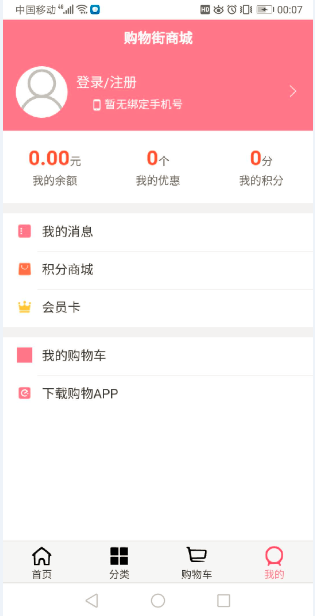 中国移动 46 HD 00:07
购物街商城
登录/注册
暂无绑定手机号
0.00元 0个 0分
我的余额 我的优惠 我的积分
我的消息
积分商城
会员卡
我的购物车
下载购物APP
首页 分类 购物车 我的